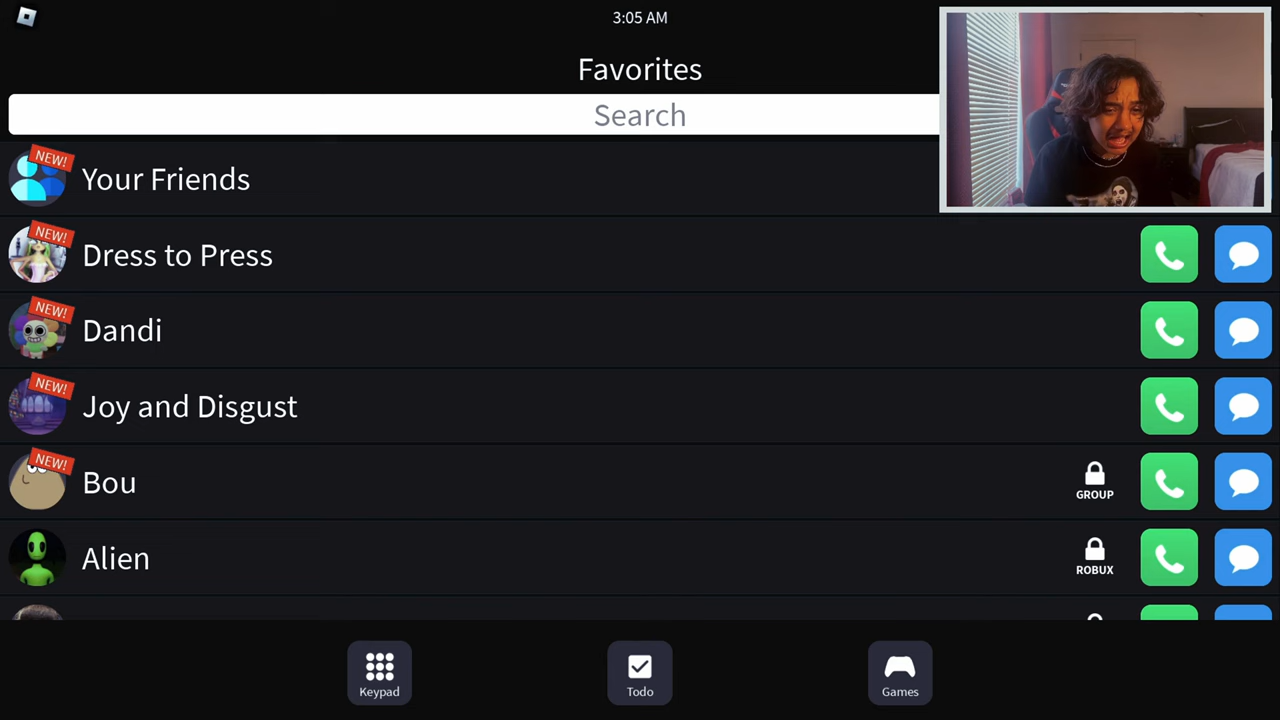 3:05 AM
Favorites
Search
NEW!
Your Friends
NEW!
Dress to Press
NEW!
Dandi
NEW!
Joy and Disgust
NEW!
Bou
GROUP
Alien
ROBUX
Keypad
Todo
Games